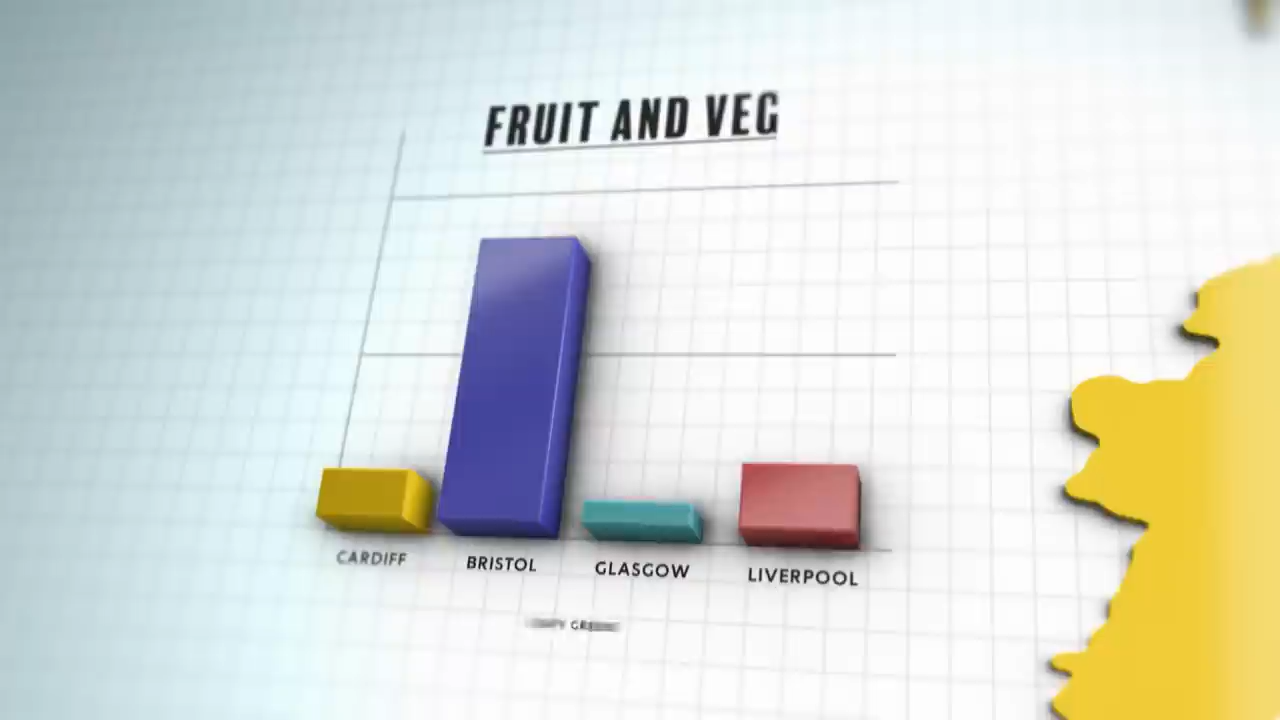 FRUIT AND VEG
CARDIFF
BRISTOL
GLASGOW
LIVERPOOL